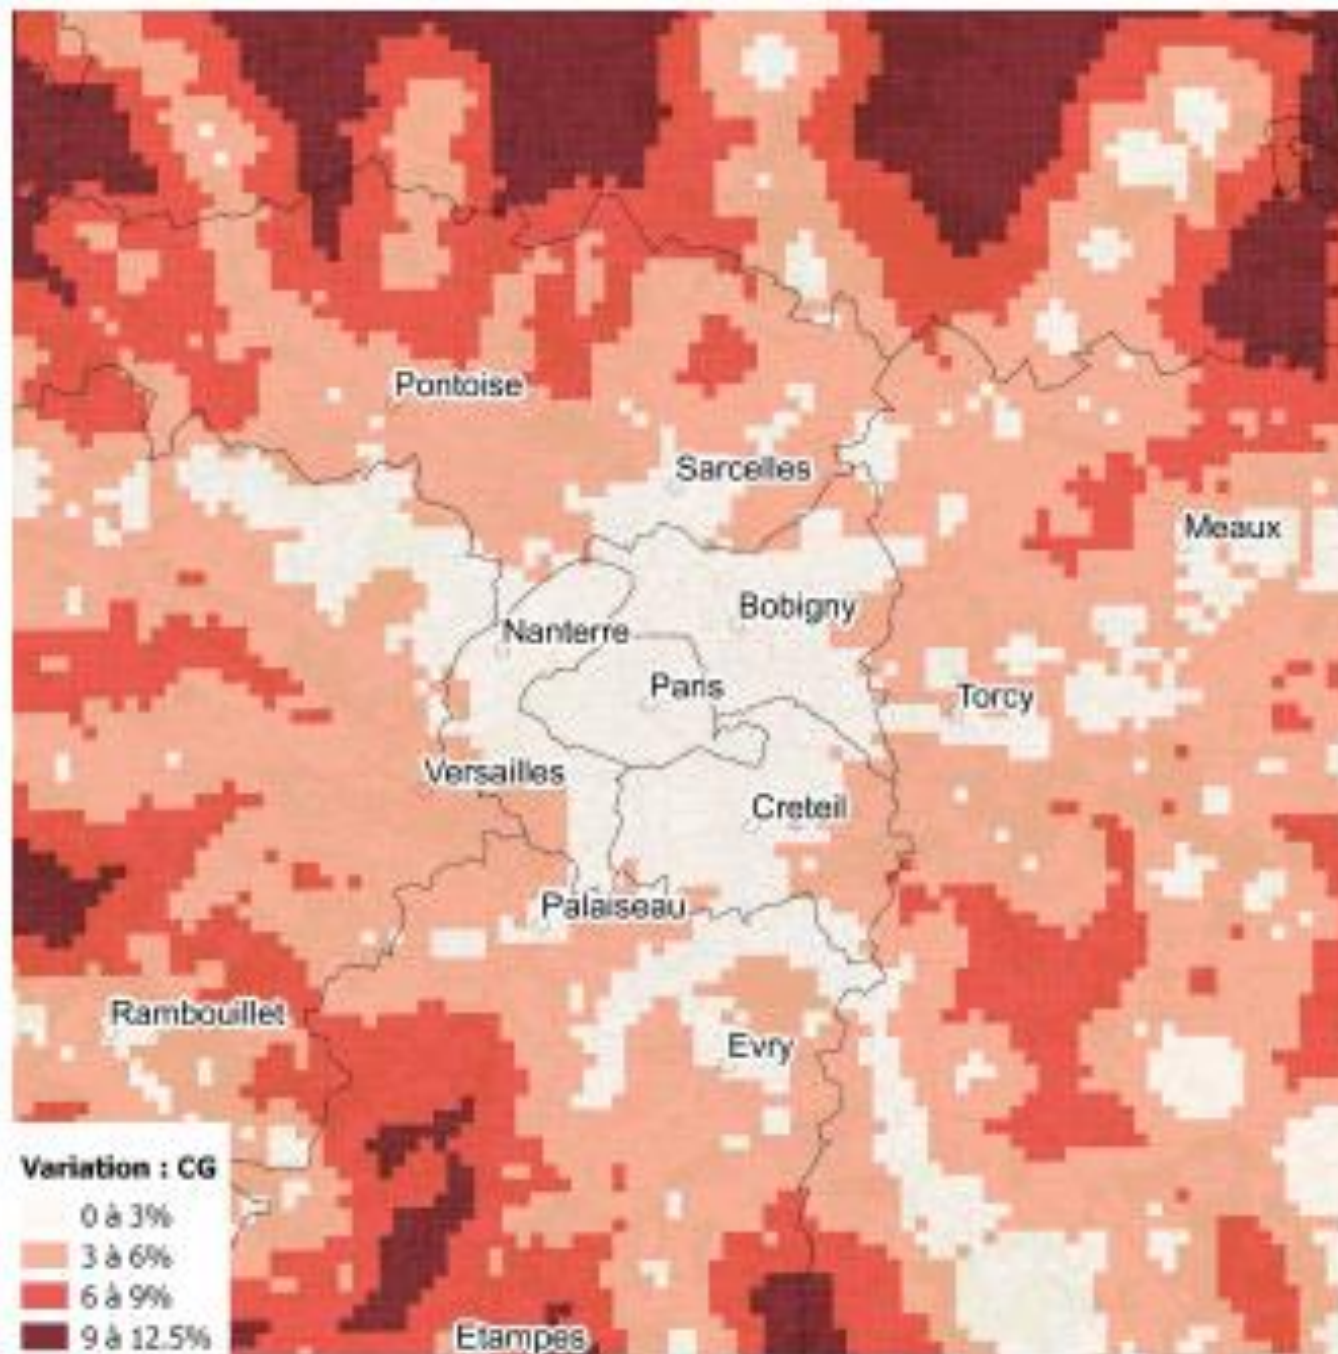 Pontoise
Sarcelles
Meaux
Bobigny
Nanterre
Paris
Torcy
Versailles
Creteil
Palaiseau
Rambouillet
Evry
Variation : CG
0 à 3%
3 à 6%
6 à 9%
9 à 12.5%
Etampes